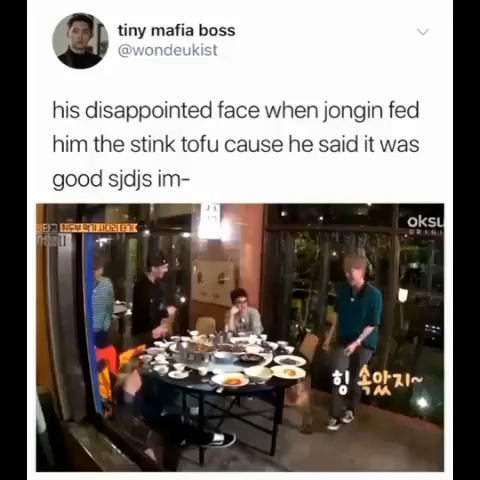 tiny mafia boss
@wondeukist
his disappointed face when jongin fed
him the stink tofu cause he said it was
good sjdjs im-
oksu
ORIGI
힝 속았지~